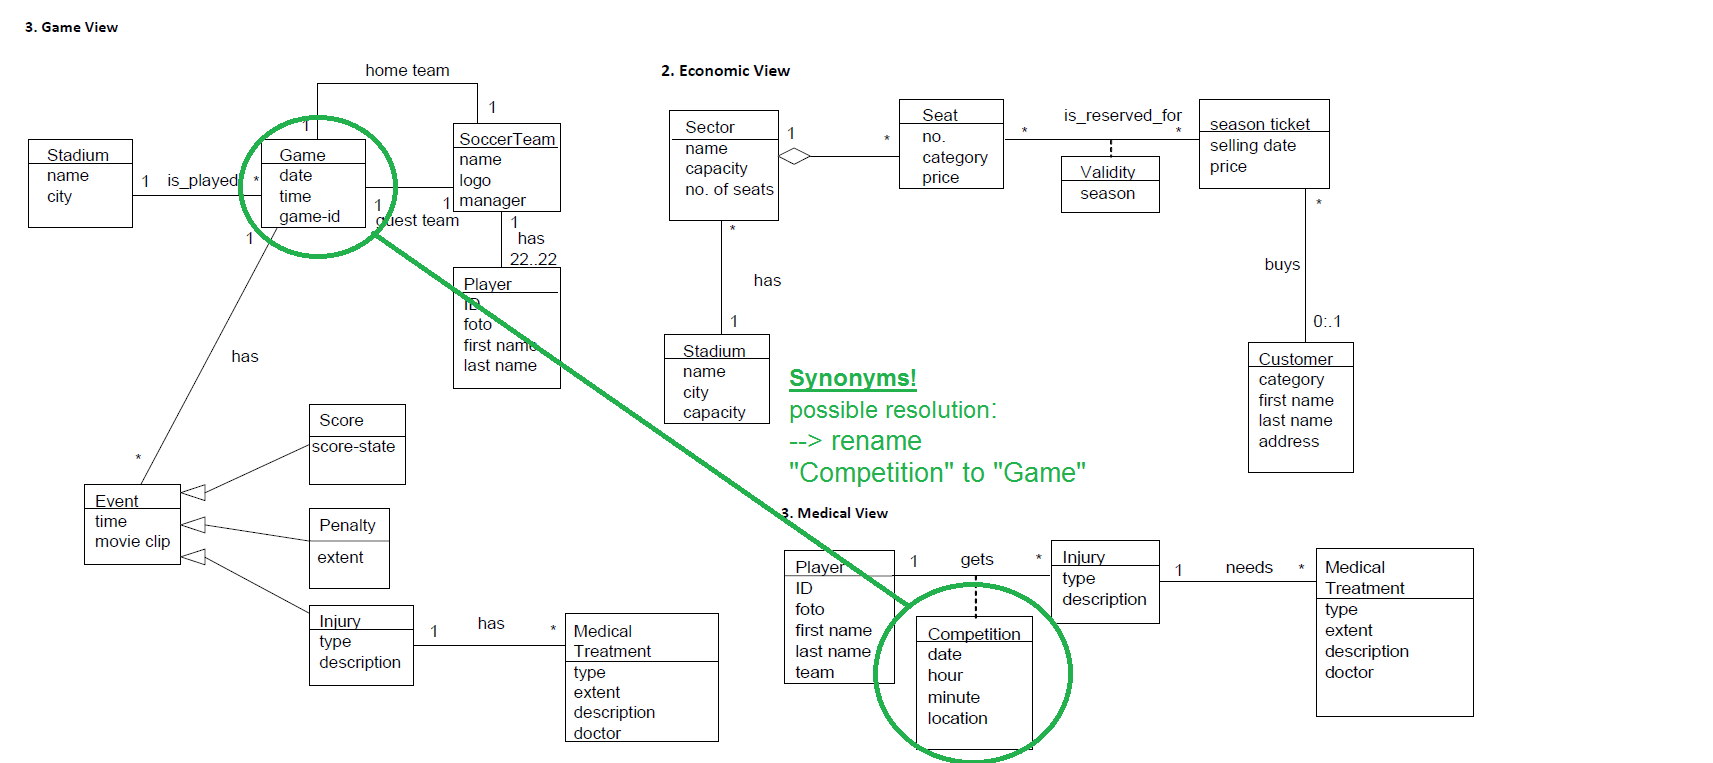 3. Game View
home team
1
1
Stadium
name
city
1 is_played *
Game
date
time
game-id
SoccerTeam
name
logo
manager
1
1
guest team
1
has
22..22
Player
ID
foto
first name
last name
1
has
*
Event
time
movie clip
Score
score-state
Penalty
extent
Injury
type
description
1 has *
Medical
Treatment
type
extent
description
doctor
2. Economic View
Sector
name
capacity
no. of seats
1
*
Seat
no.
category
price
is_reserved_for
*
*
Validity
season
season ticket
selling date
price
*
buys
0:.1
Customer
category
first name
last name
address
*
has
1
Stadium
name
city
capacity
Synonyms!
possible resolution:
--> rename
"Competition" to "Game"
3. Medical View
Player
ID
foto
first name
last name
team
1 gets *
Competition
date
hour
minute
location
Injury
type
description
1 needs *
Medical
Treatment
type
extent
description
doctor